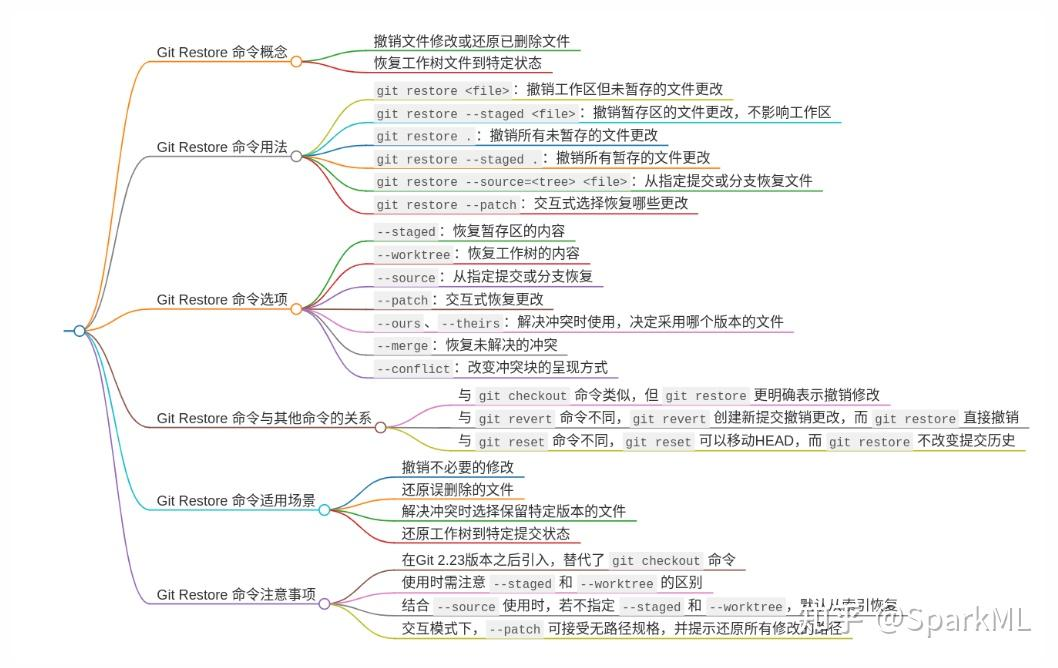 Git Restore 命令概念
撤销文件修改或还原已删除文件
恢复工作树文件到特定状态
Git Restore 命令用法
git restore <file>：撤销工作区但未暂存的文件更改
git restore --staged <file>：撤销暂存区的文件更改，不影响工作区
git restore .：撤销所有未暂存的文件更改
git restore --staged .：撤销所有暂存的文件更改
git restore --source=<tree> <file>：从指定提交或分支恢复文件
git restore --patch：交互式选择恢复哪些更改
Git Restore 命令选项
--staged：恢复暂存区的内容
--worktree：恢复工作树的内容
--source：从指定提交或分支恢复
--patch：交互式恢复更改
--ours、--theirs：解决冲突时使用，决定采用哪个版本的文件
--merge：恢复未解决的冲突
--conflict：改变冲突块的呈现方式
Git Restore 命令与其他命令的关系
与 git checkout 命令类似，但 git restore 更明确表示撤销修改
与 git revert 命令不同，git revert 创建新提交撤销更改，而 git restore 直接撤销
与 git reset 命令不同，git reset 可以移动HEAD，而 git restore 不改变提交历史
Git Restore 命令适用场景
撤销不必要的修改
还原误删除的文件
解决冲突时选择保留特定版本的文件
还原工作树到特定提交状态
Git Restore 命令注意事项
在Git 2.23版本之后引入，替代了 git checkout 命令
使用时需注意 --staged 和 --worktree 的区别
结合 --source 使用时，若不指定 --staged 和 --worktree，默认从索引恢复
交互模式下，--patch 可接受无路径规格，并提示还原所有修改的路径
知乎 @SparkML